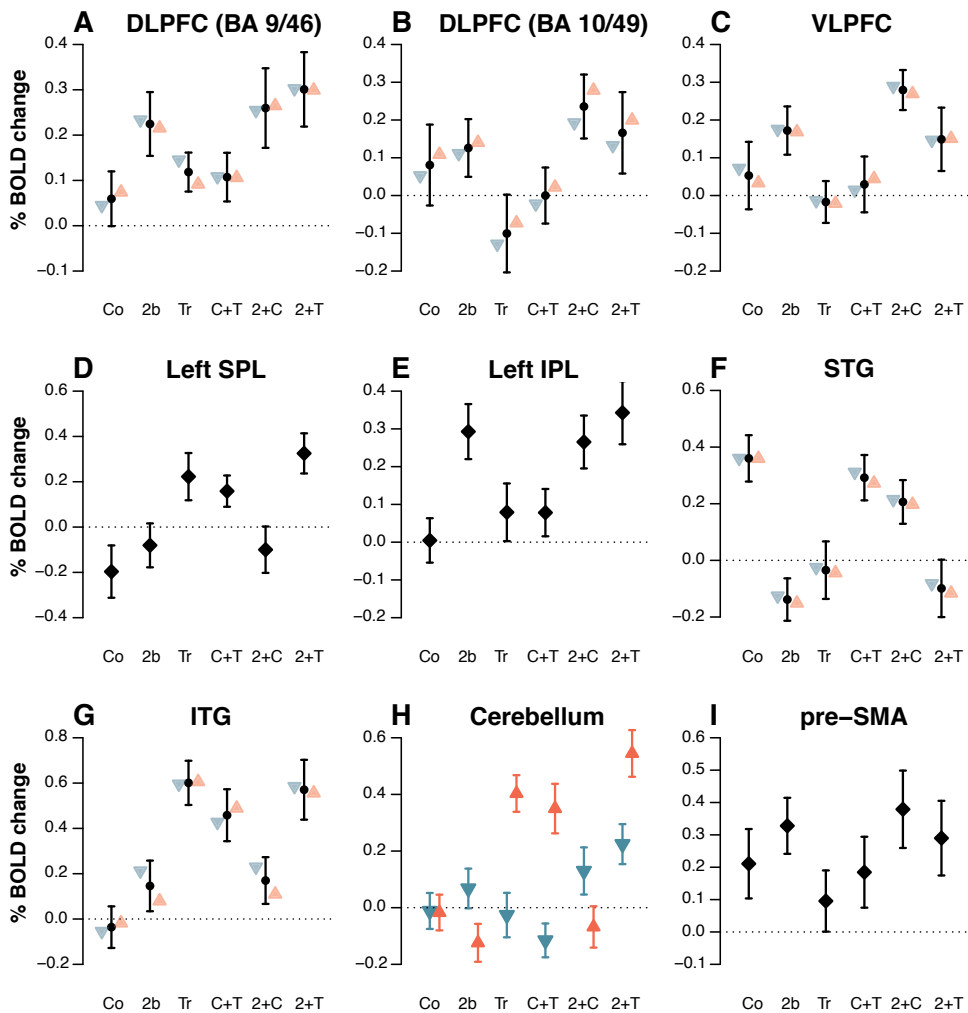 A DLPFC (BA 9/46)
% BOLD change
0.4
0.3
0.2
0.1
0.0
−0.1
Co 2b Tr C+T 2+C 2+T
B DLPFC (BA 10/49)
0.4
0.3
0.2
0.1
0.0
−0.1
−0.2
Co 2b Tr C+T 2+C 2+T
C VLPFC
0.4
0.3
0.2
0.1
0.0
−0.1
−0.2
Co 2b Tr C+T 2+C 2+T
D Left SPL
% BOLD change
0.6
0.4
0.2
0.0
−0.2
−0.4
Co 2b Tr C+T 2+C 2+T
E Left IPL
0.4
0.3
0.2
0.1
0.0
−0.1
−0.2
Co 2b Tr C+T 2+C 2+T
F STG
0.6
0.4
0.2
0.0
−0.2
Co 2b Tr C+T 2+C 2+T
G ITG
% BOLD change
0.8
0.6
0.4
0.2
0.0
−0.2
Co 2b Tr C+T 2+C 2+T
H Cerebellum
0.6
0.4
0.2
0.0
−0.2
Co 2b Tr C+T 2+C 2+T
I pre−SMA
0.6
0.5
0.4
0.3
0.2
0.1
0.0
−0.1
Co 2b Tr C+T 2+C 2+T